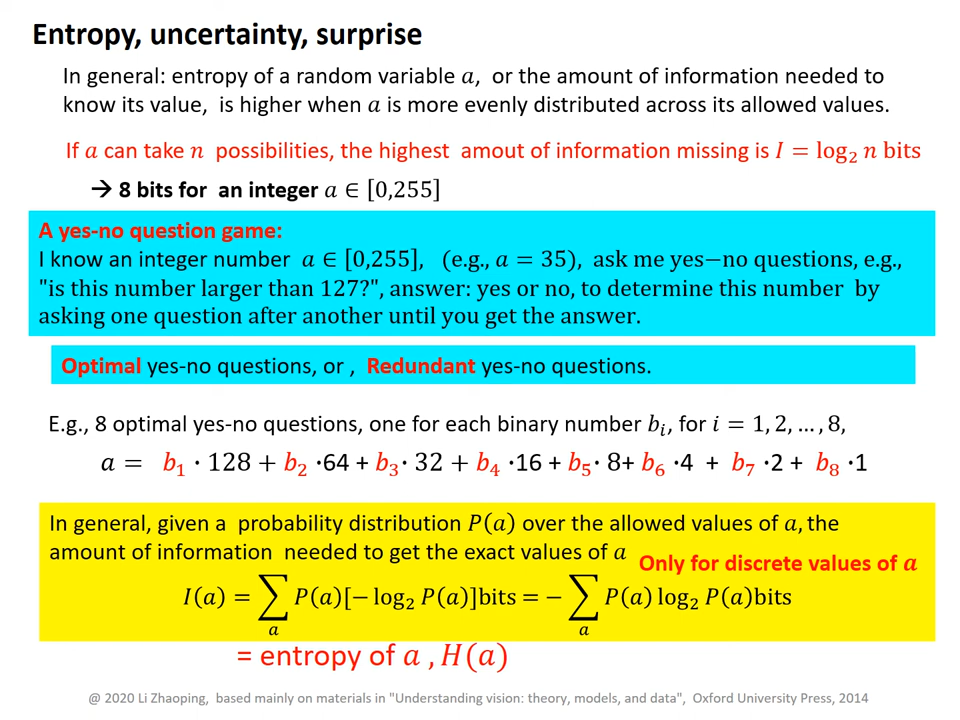 Entropy, uncertainty, surprise
In general: entropy of a random variable a, or the amount of information needed to
know its value, is higher when a is more evenly distributed across its allowed values.
If a can take n possibilities, the highest amout of information missing is I = log₂ n bits
→ 8 bits for an integer a ∈ [0,255]
A yes-no question game:
I know an integer number a ∈ [0,255], (e.g., a = 35), ask me yes−no questions, e.g.,
"is this number larger than 127?", answer: yes or no, to determine this number by
asking one question after another until you get the answer.
Optimal yes-no questions, or , Redundant yes-no questions.
E.g., 8 optimal yes-no questions, one for each binary number bᵢ, for i = 1, 2, ..., 8,
a = b₁ · 128 + b₂ ·64 + b₃· 32 + b₄ ·16 + b₅· 8+ b₆ ·4 + b₇ ·2 + b₈ ·1
In general, given a probability distribution P(a) over the allowed values of a, the
amount of information needed to get the exact values of a
Only for discrete values of a
I(a) = ∑ₐ P(a)[− log₂ P(a)]bits = − ∑ₐ P(a) log₂ P(a)bits
= entropy of a , H(a)
@ 2020 Li Zhaoping, based mainly on materials in "Understanding vision: theory, models, and data", Oxford University Press, 2014